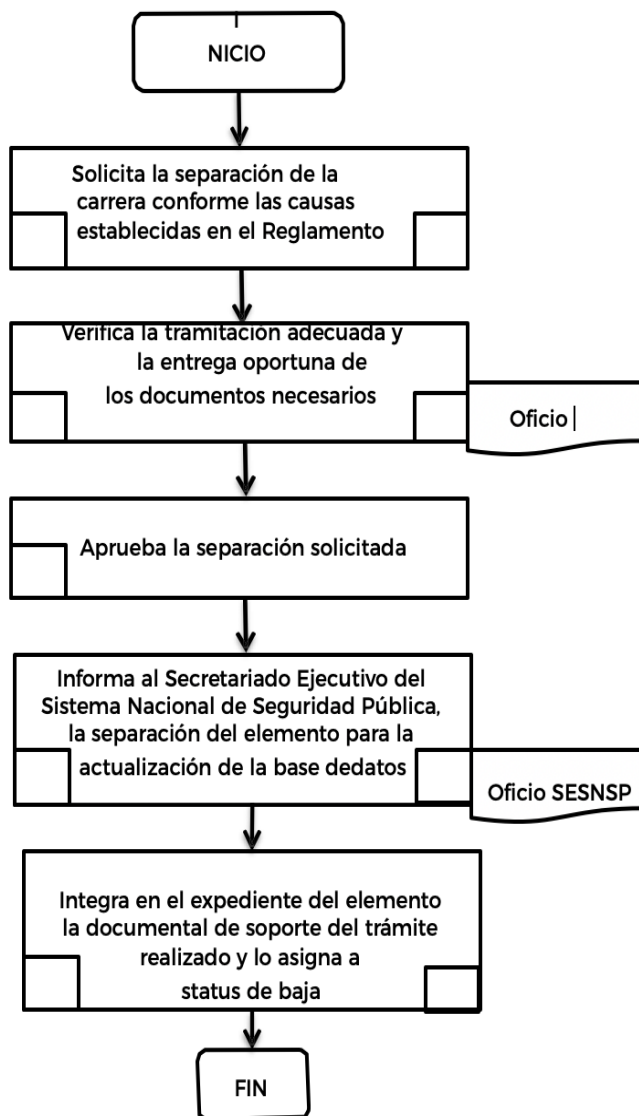 NICIO
Solicita la separación de la
carrera conforme las causas
establecidas en el Reglamento
Verifica la tramitación adecuada y
la entrega oportuna de
los documentos necesarios
Oficio
Aprueba la separación solicitada
Informa al Secretariado Ejecutivo del
Sistema Nacional de Seguridad Pública,
la separación del elemento para la
actualización de la base dedatos
Oficio SESNSP
Integra en el expediente del elemento
la documental de soporte del trámite
realizado y lo asigna a
status de baja
FIN